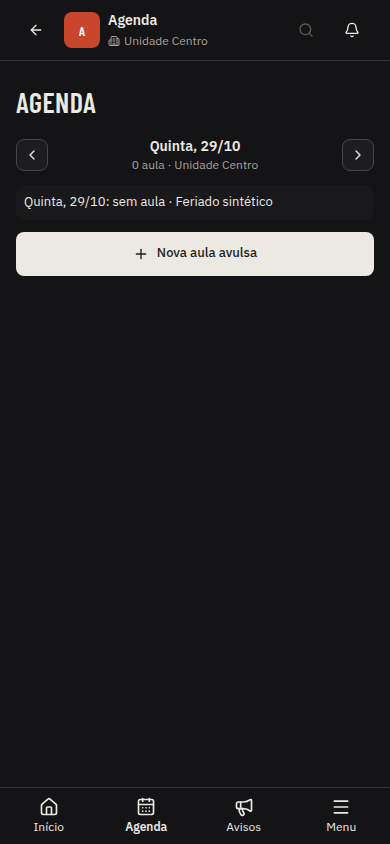 A
Agenda
Unidade Centro
AGENDA
Quinta, 29/10
0 aula · Unidade Centro
Quinta, 29/10: sem aula · Feriado sintético
Nova aula avulsa
Início
Agenda
Avisos
Menu